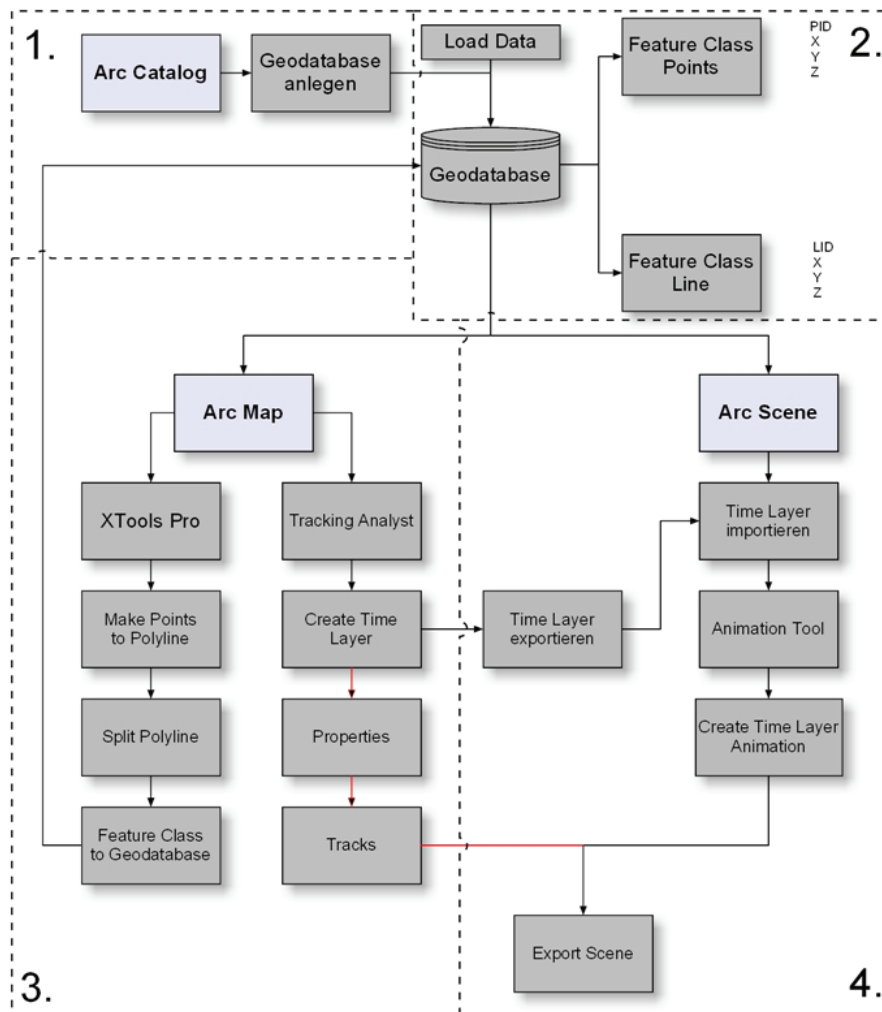 1.
Arc Catalog
Geodatabase
anlegen
Load Data
Feature Class
Points
PID
X
Y
Z
2.
Geodatabase
Feature Class
Line
LID
X
Y
Z
Arc Map
Arc Scene
XTools Pro
Tracking Analyst
Time Layer
importieren
Make Points
to Polyline
Create Time
Layer
Time Layer
exportieren
Animation Tool
Split Polyline
Properties
Create Time Layer
Animation
Feature Class
to Geodatabase
Tracks
Export Scene
3.
4.